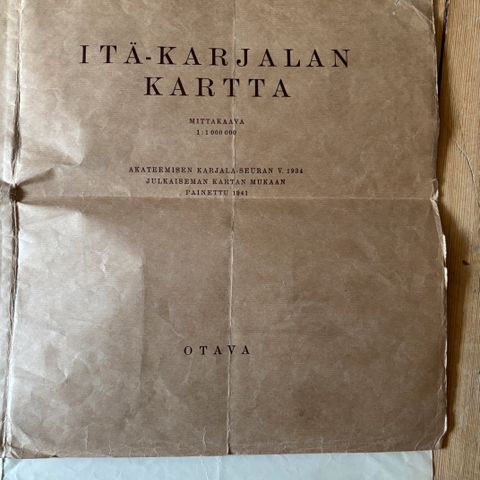 ITÄ-KARJALAN
KARTTA
MITTAKAAVA
1:1 000 000
AKATEEMISEN KARJALA-SEURAN V. 1934
JULKAISEMAN KARTAN MUKAAN
PAINETTU 1941
OTAVA